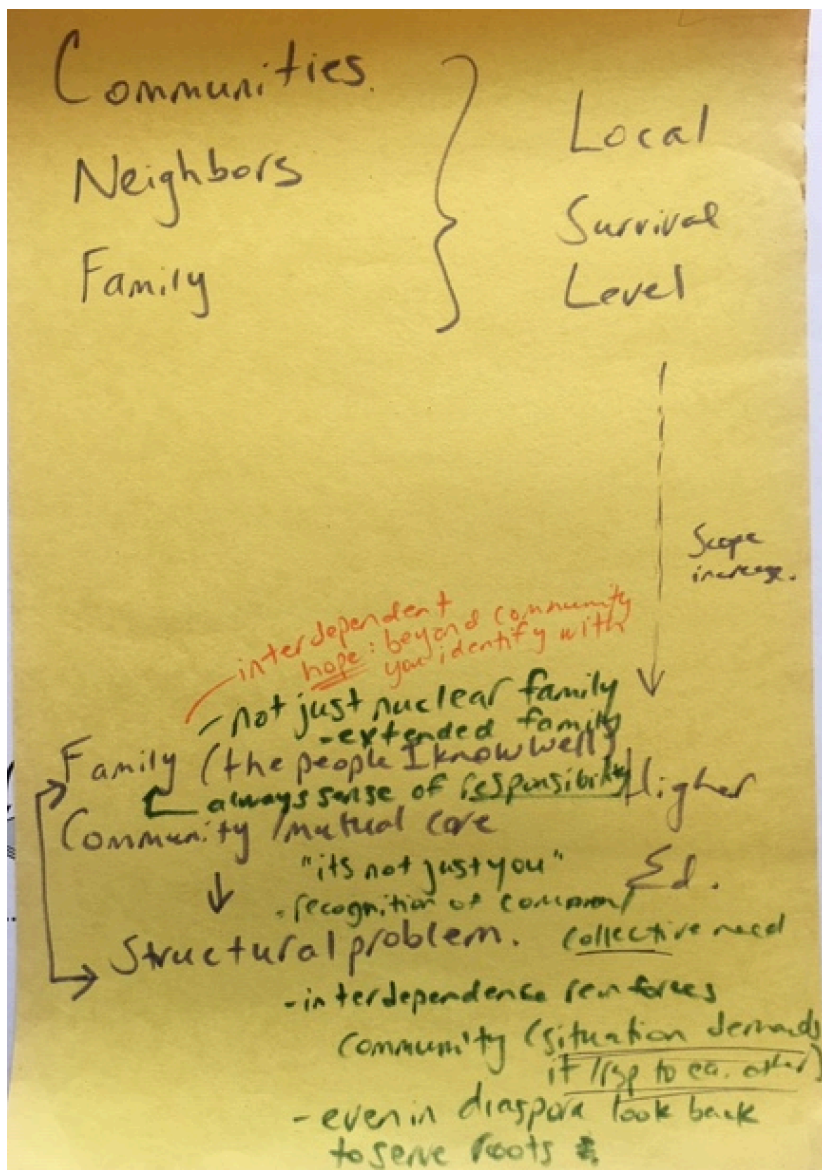 Communities.
Neighbors
Family
Local
Survival
Level
Scope
increase.
interdependent
hope: beyond community
you identify with
- not just nuclear family
- extended family
Family (the people I know well)
always sense of responsibility
Community / mutual care
Higher
Ed.
"its not just you"
- recognition of common/
collective need
Structural problem.
- interdependence reinforces
community (situation demands
it / to ea. other)
- even in diaspora look back
to serve roots